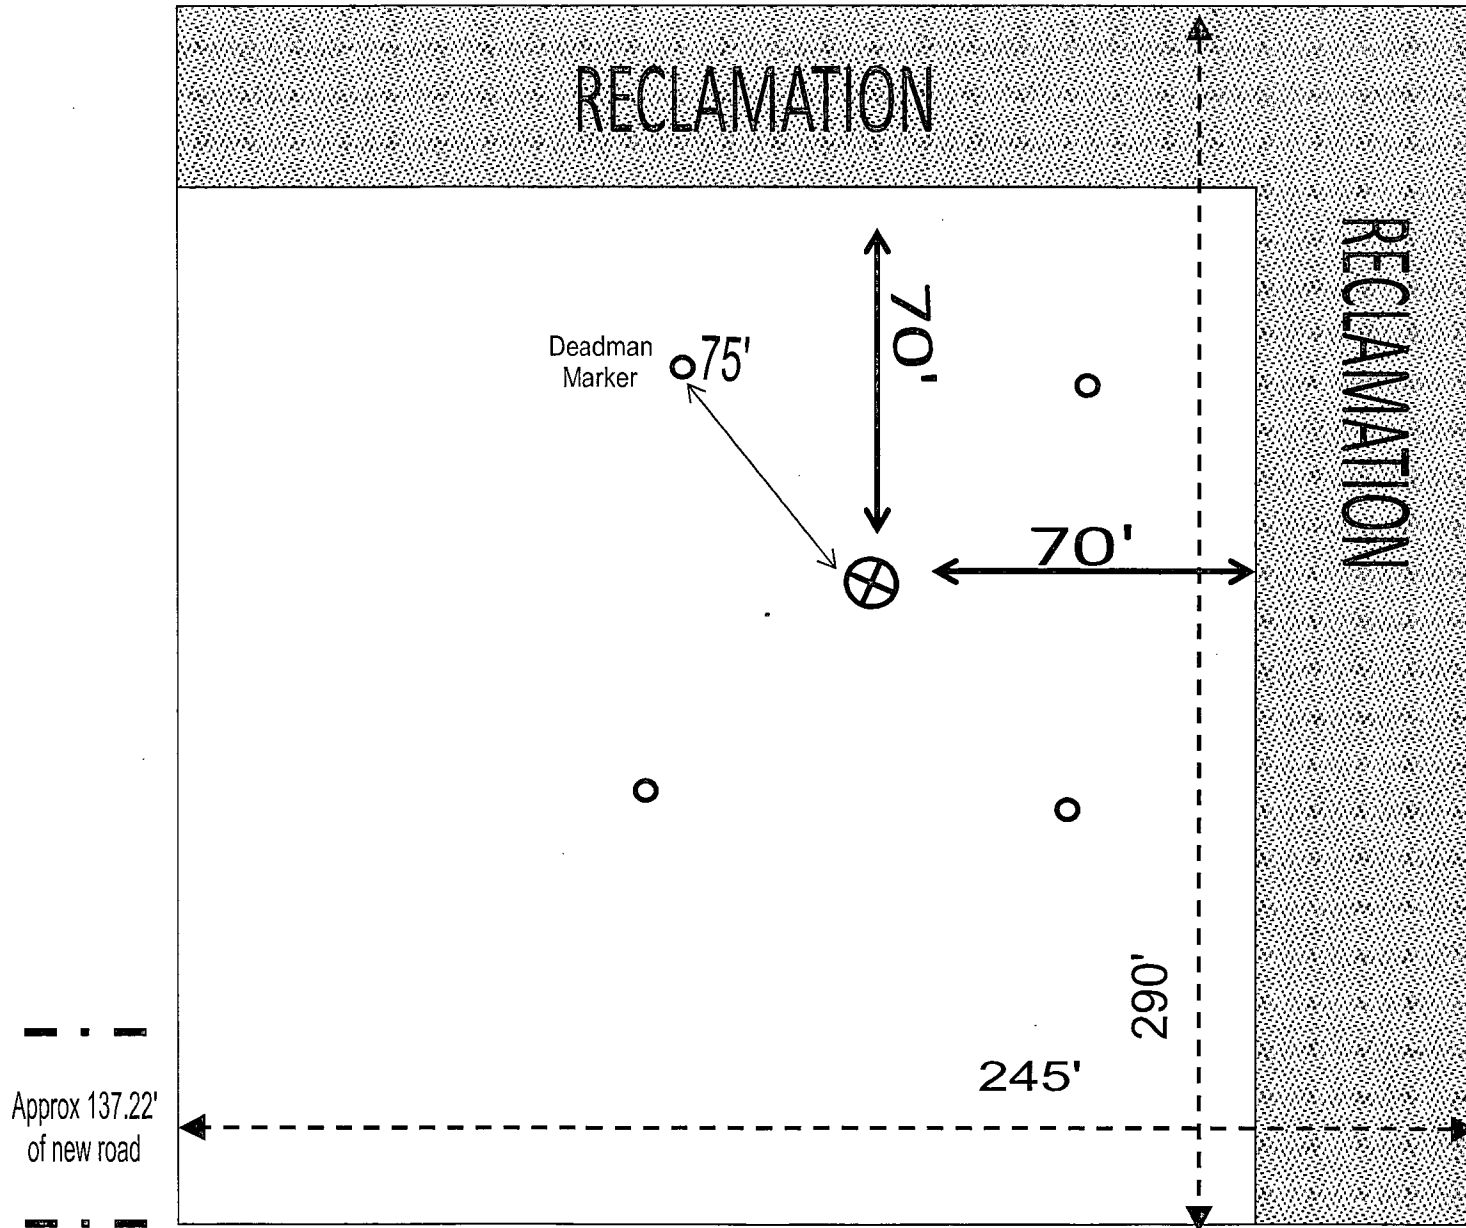 RECLAMATION
RECLAMATION
70'
Deadman
Marker
75'
70'
290'
245'
Approx 137.22'
of new road